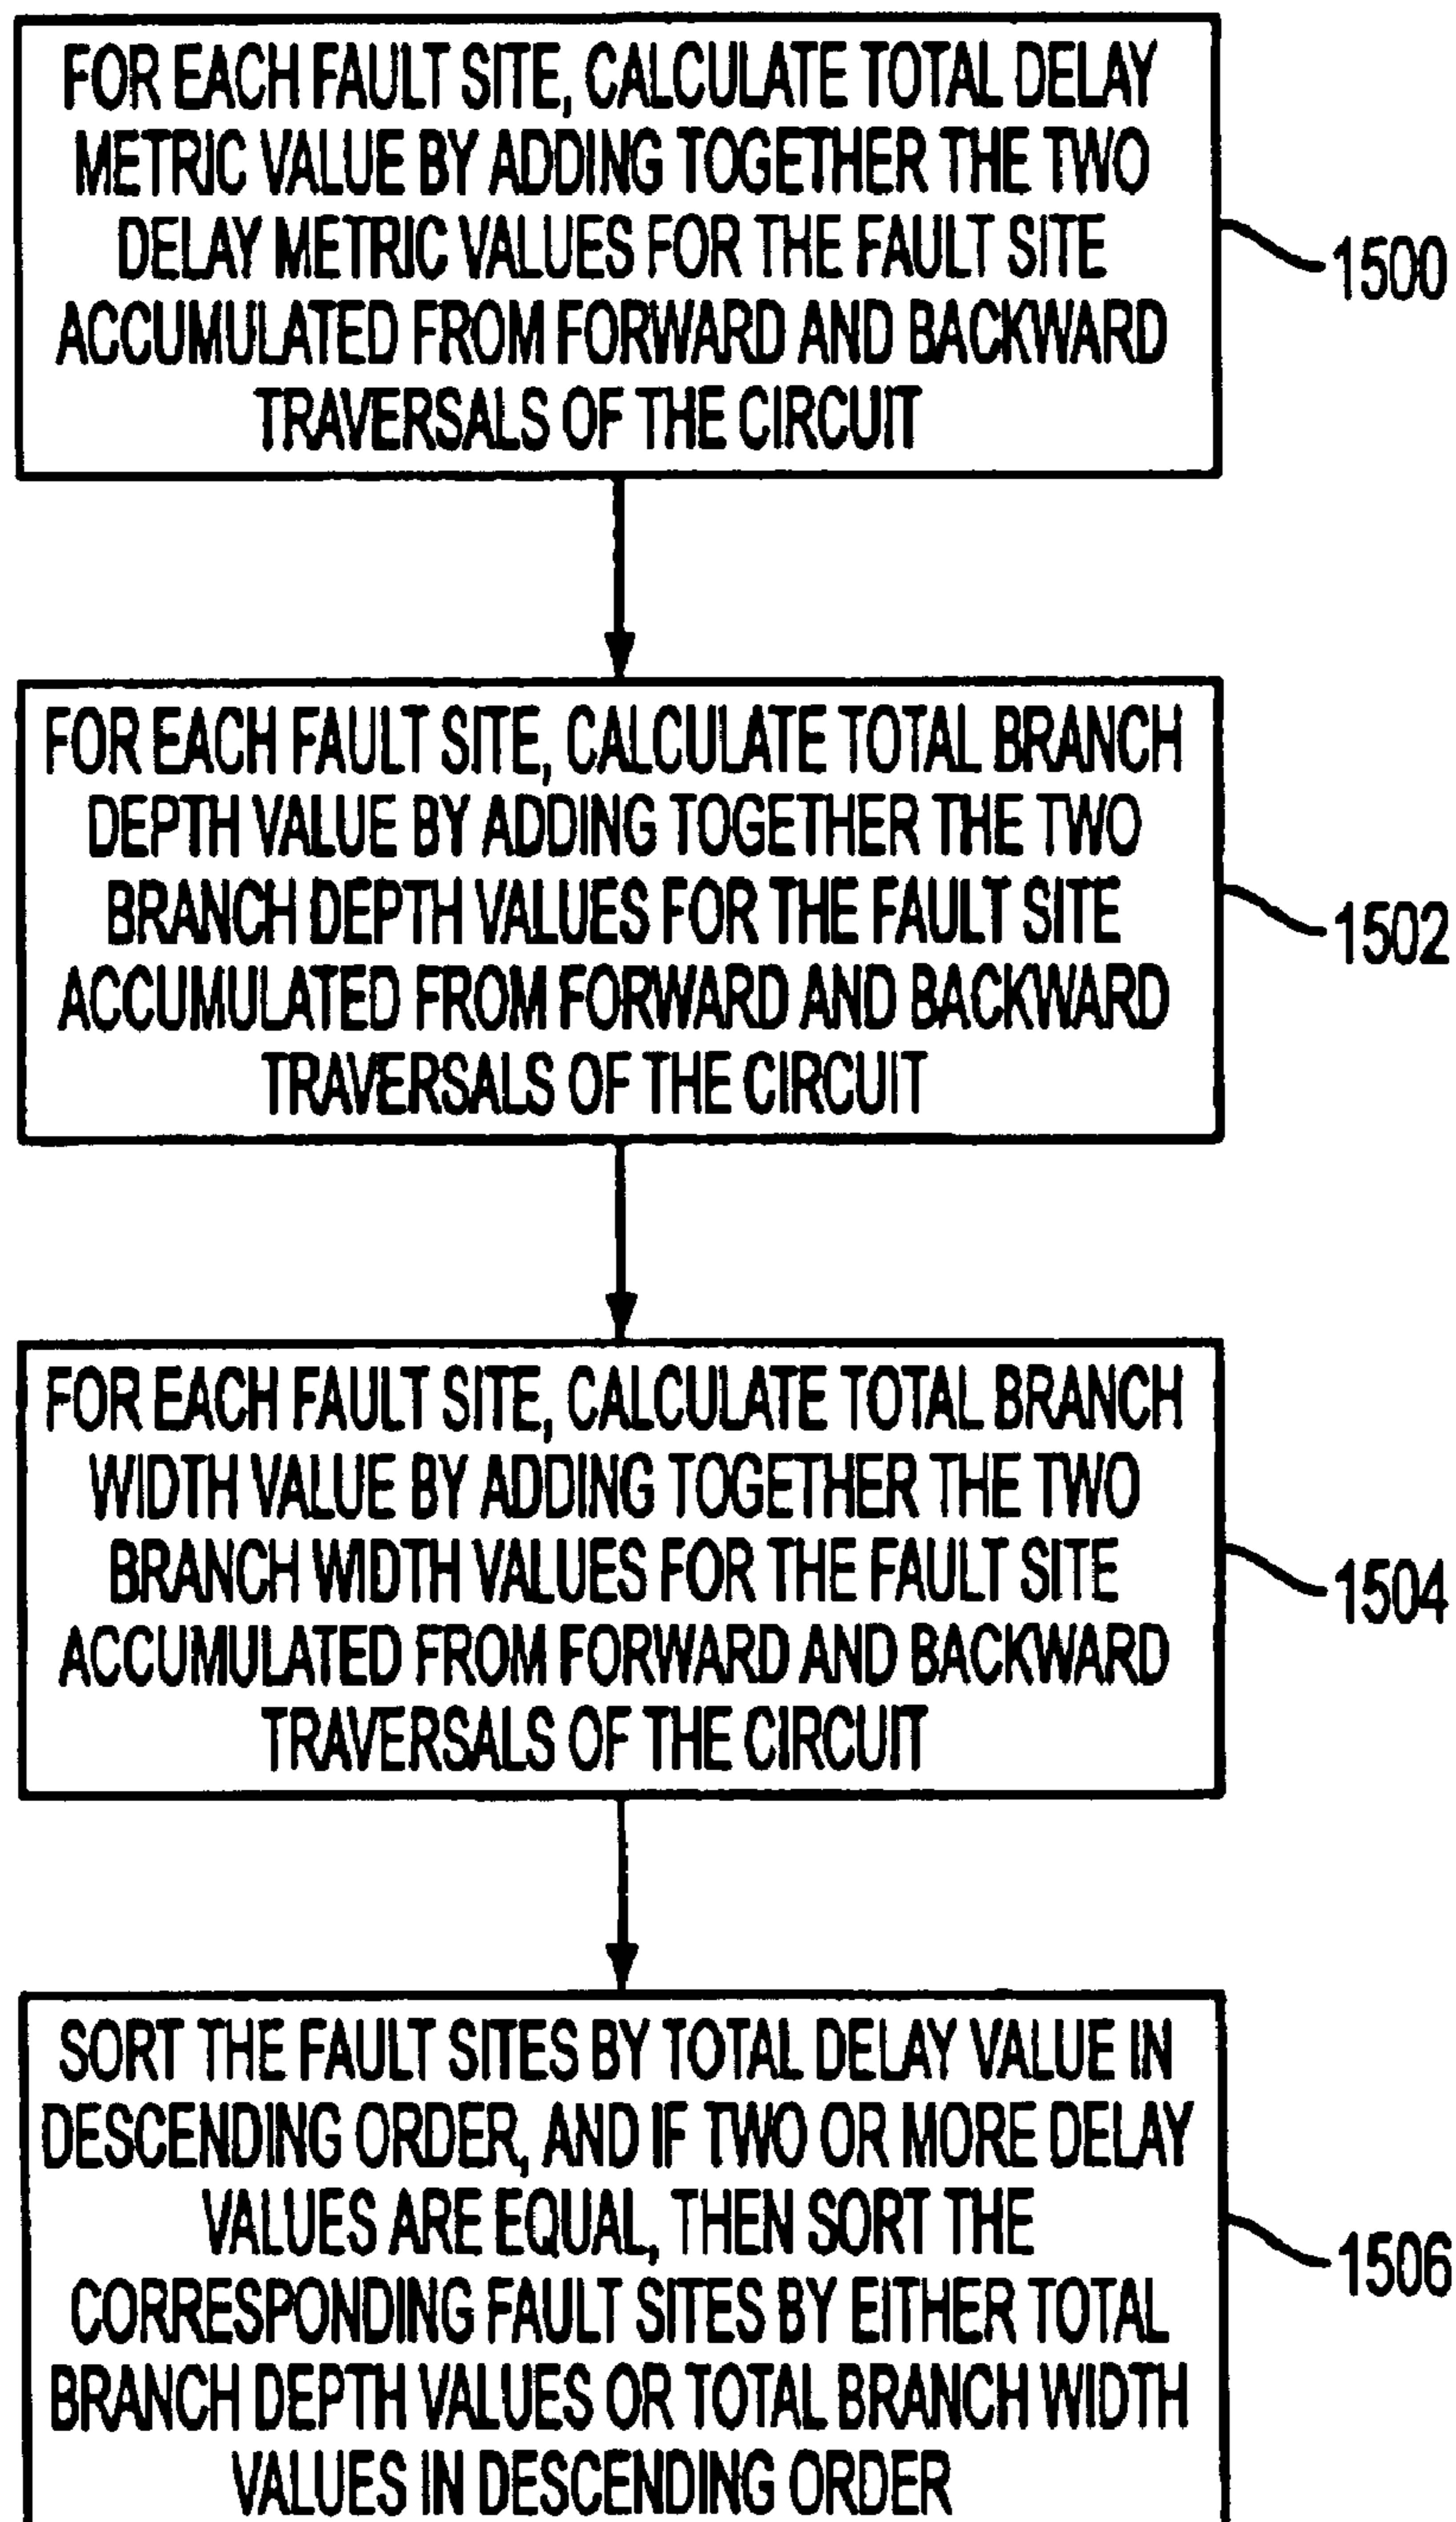 FOR EACH FAULT SITE, CALCULATE TOTAL DELAY
METRIC VALUE BY ADDING TOGETHER THE TWO
DELAY METRIC VALUES FOR THE FAULT SITE
ACCUMULATED FROM FORWARD AND BACKWARD
TRAVERSALS OF THE CIRCUIT
1500
FOR EACH FAULT SITE, CALCULATE TOTAL BRANCH
DEPTH VALUE BY ADDING TOGETHER THE TWO
BRANCH DEPTH VALUES FOR THE FAULT SITE
ACCUMULATED FROM FORWARD AND BACKWARD
TRAVERSALS OF THE CIRCUIT
1502
FOR EACH FAULT SITE, CALCULATE TOTAL BRANCH
WIDTH VALUE BY ADDING TOGETHER THE TWO
BRANCH WIDTH VALUES FOR THE FAULT SITE
ACCUMULATED FROM FORWARD AND BACKWARD
TRAVERSALS OF THE CIRCUIT
1504
SORT THE FAULT SITES BY TOTAL DELAY VALUE IN
DESCENDING ORDER, AND IF TWO OR MORE DELAY
VALUES ARE EQUAL, THEN SORT THE
CORRESPONDING FAULT SITES BY EITHER TOTAL
BRANCH DEPTH VALUES OR TOTAL BRANCH WIDTH
VALUES IN DESCENDING ORDER
1506